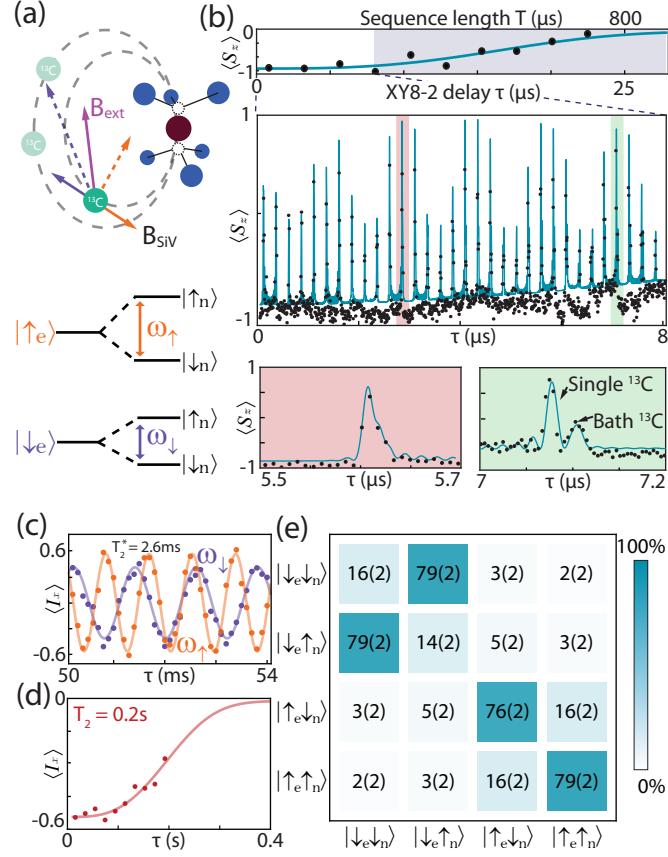 (a)
¹³C
¹³C
¹³C
B_ext
B_SiV
|↑e⟩
|↑n⟩
ω↑
|↓n⟩
|↓e⟩
|↑n⟩
ω↓
|↓n⟩
(b)
Sequence length T (μs) 800
⟨S_z⟩
0
-1
25
XY8-2 delay τ (μs)
1
⟨S_z⟩
-1
0 τ (μs) 8
1
⟨S_z⟩
-1
5.5 τ (μs) 5.7
Single ¹³C
Bath ¹³C
7 τ (μs) 7.2
(c)
0.6
T₂* = 2.6ms
ω↓
⟨I_x⟩
ω↑
-0.6
50 τ (ms) 54
(d)
0
T₂ = 0.2s
⟨I_x⟩
-0.6
0 τ (s) 0.4
(e)
100%
|↓e↓n⟩ 16(2) 79(2) 3(2) 2(2)
|↓e↑n⟩ 79(2) 14(2) 5(2) 3(2)
|↑e↓n⟩ 3(2) 5(2) 76(2) 16(2)
|↑e↑n⟩ 2(2) 3(2) 16(2) 79(2)
0%
|↓e↓n⟩ |↓e↑n⟩ |↑e↓n⟩ |↑e↑n⟩